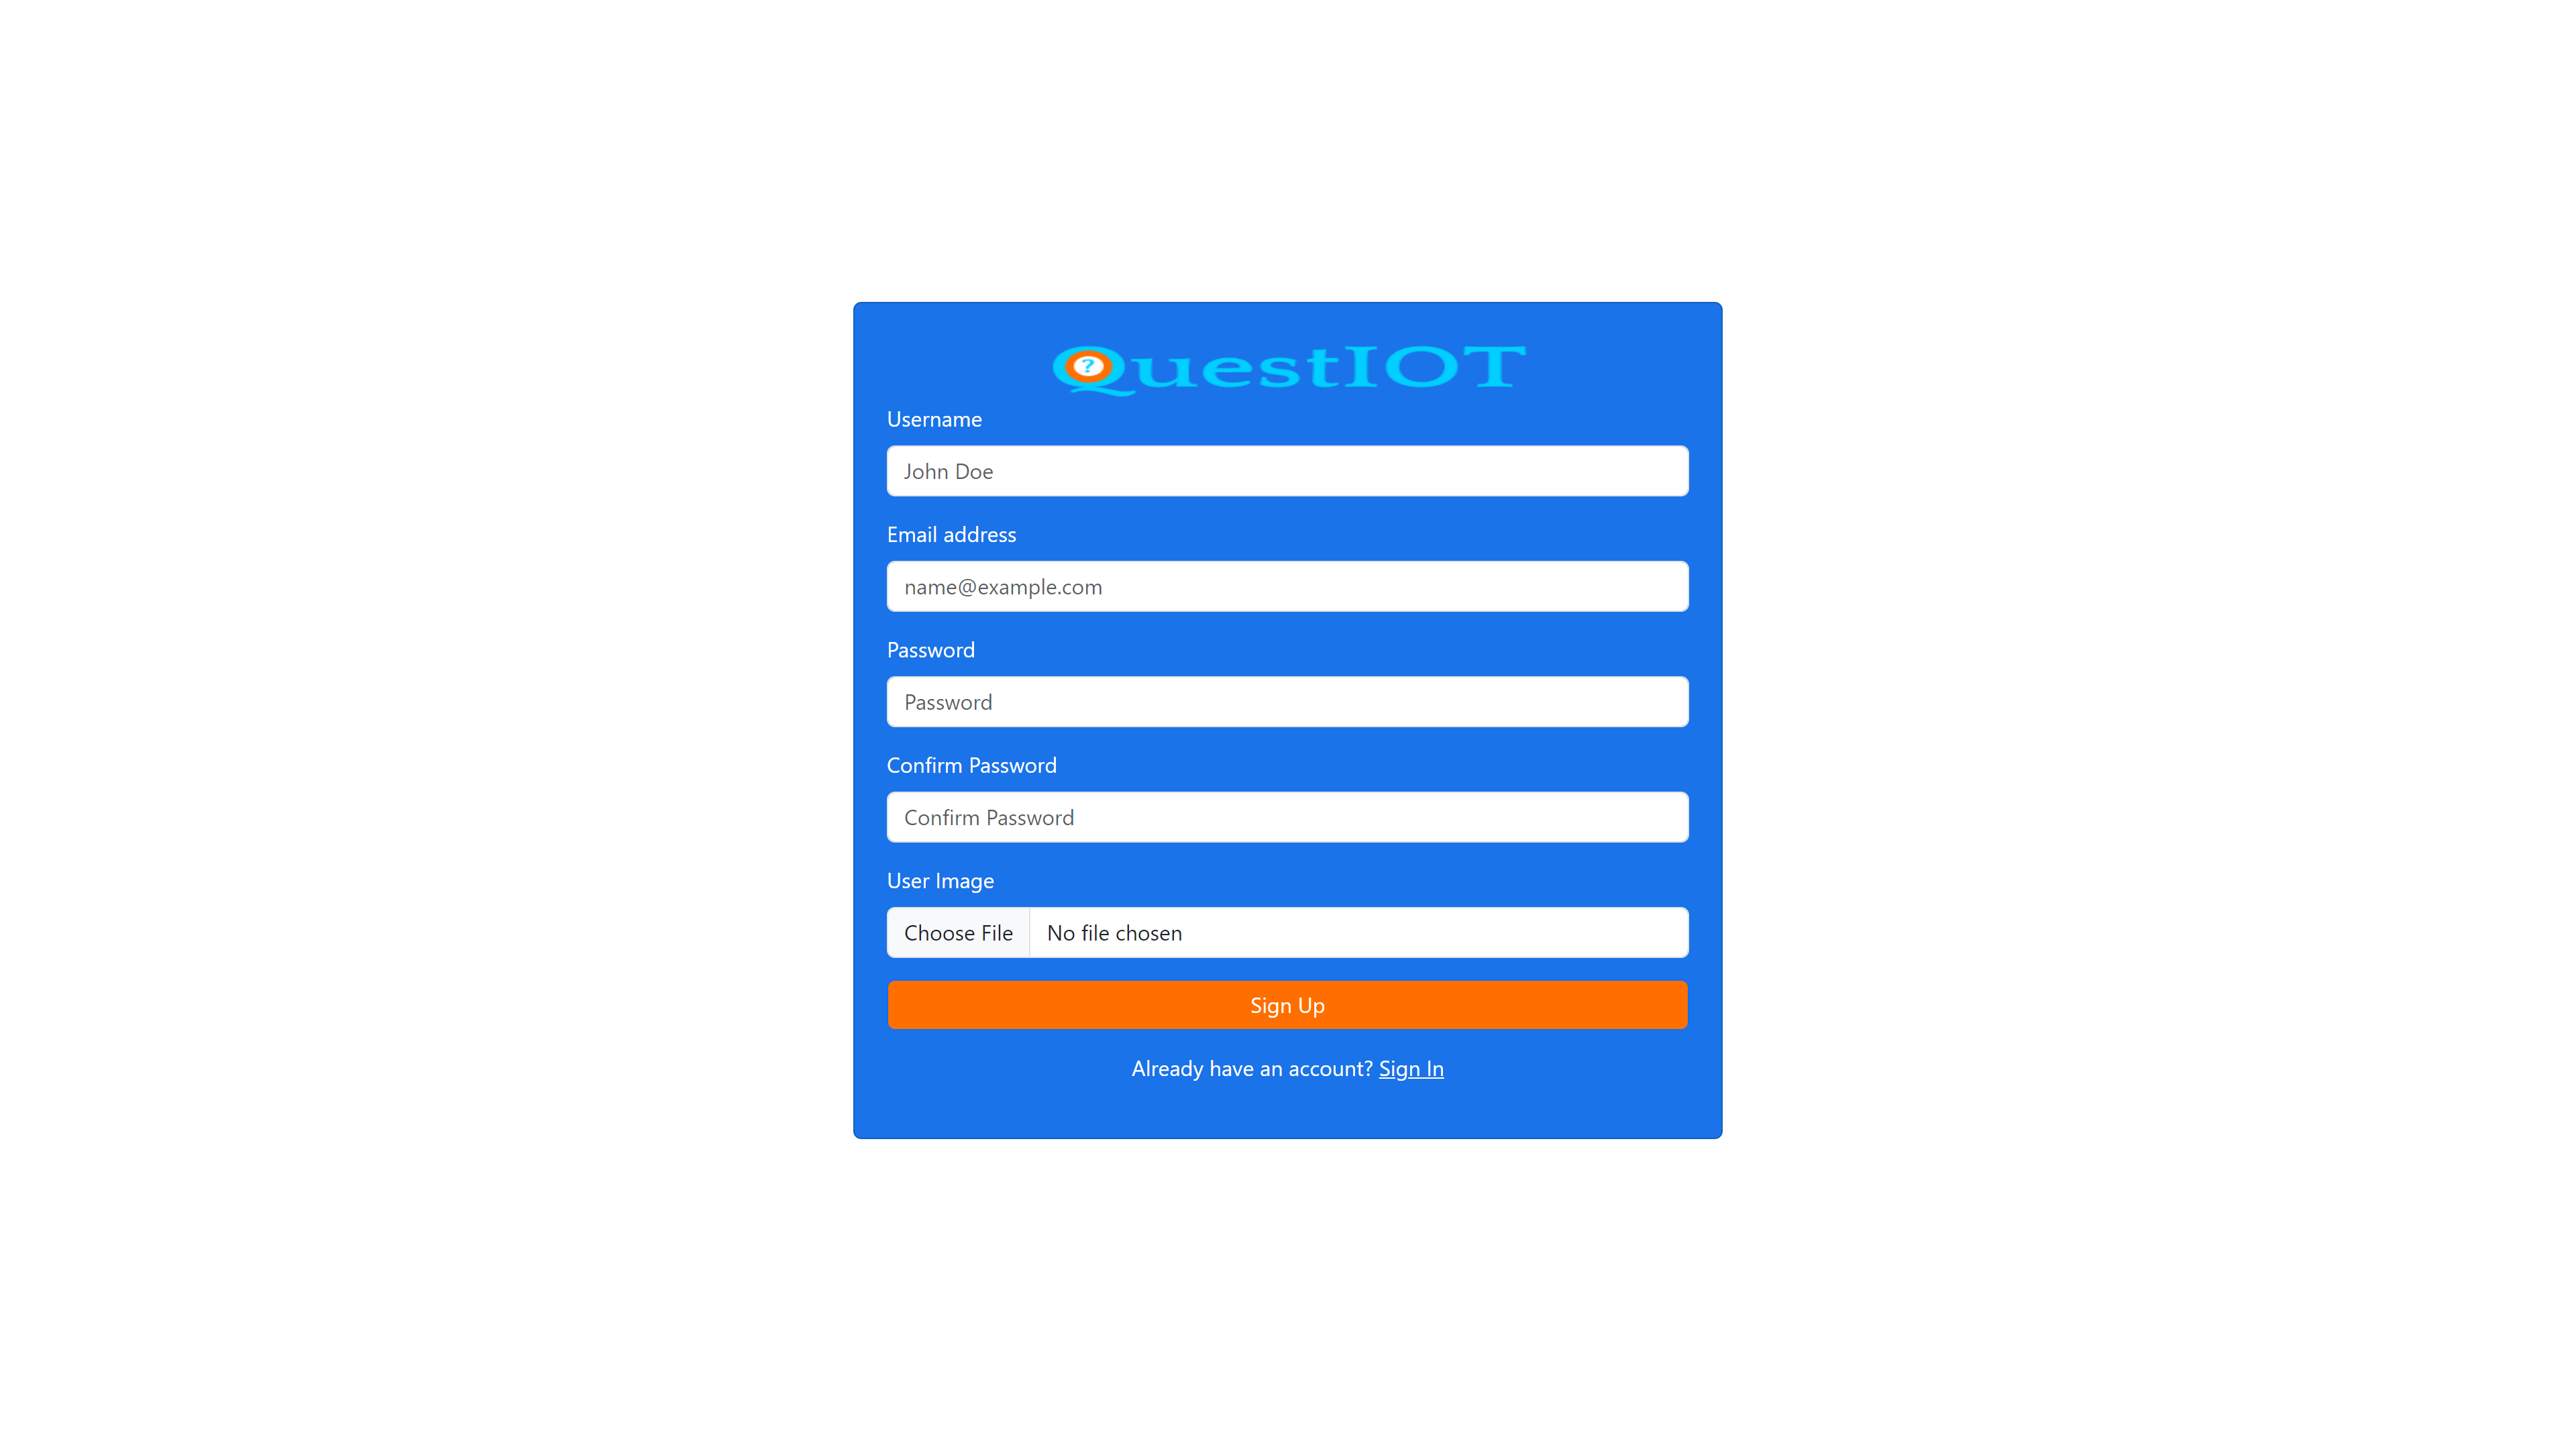 QuestIOT
Username
John Doe
Email address
name@example.com
Password
Password
Confirm Password
Confirm Password
User Image
Choose File No file chosen
Sign Up
Already have an account? Sign In